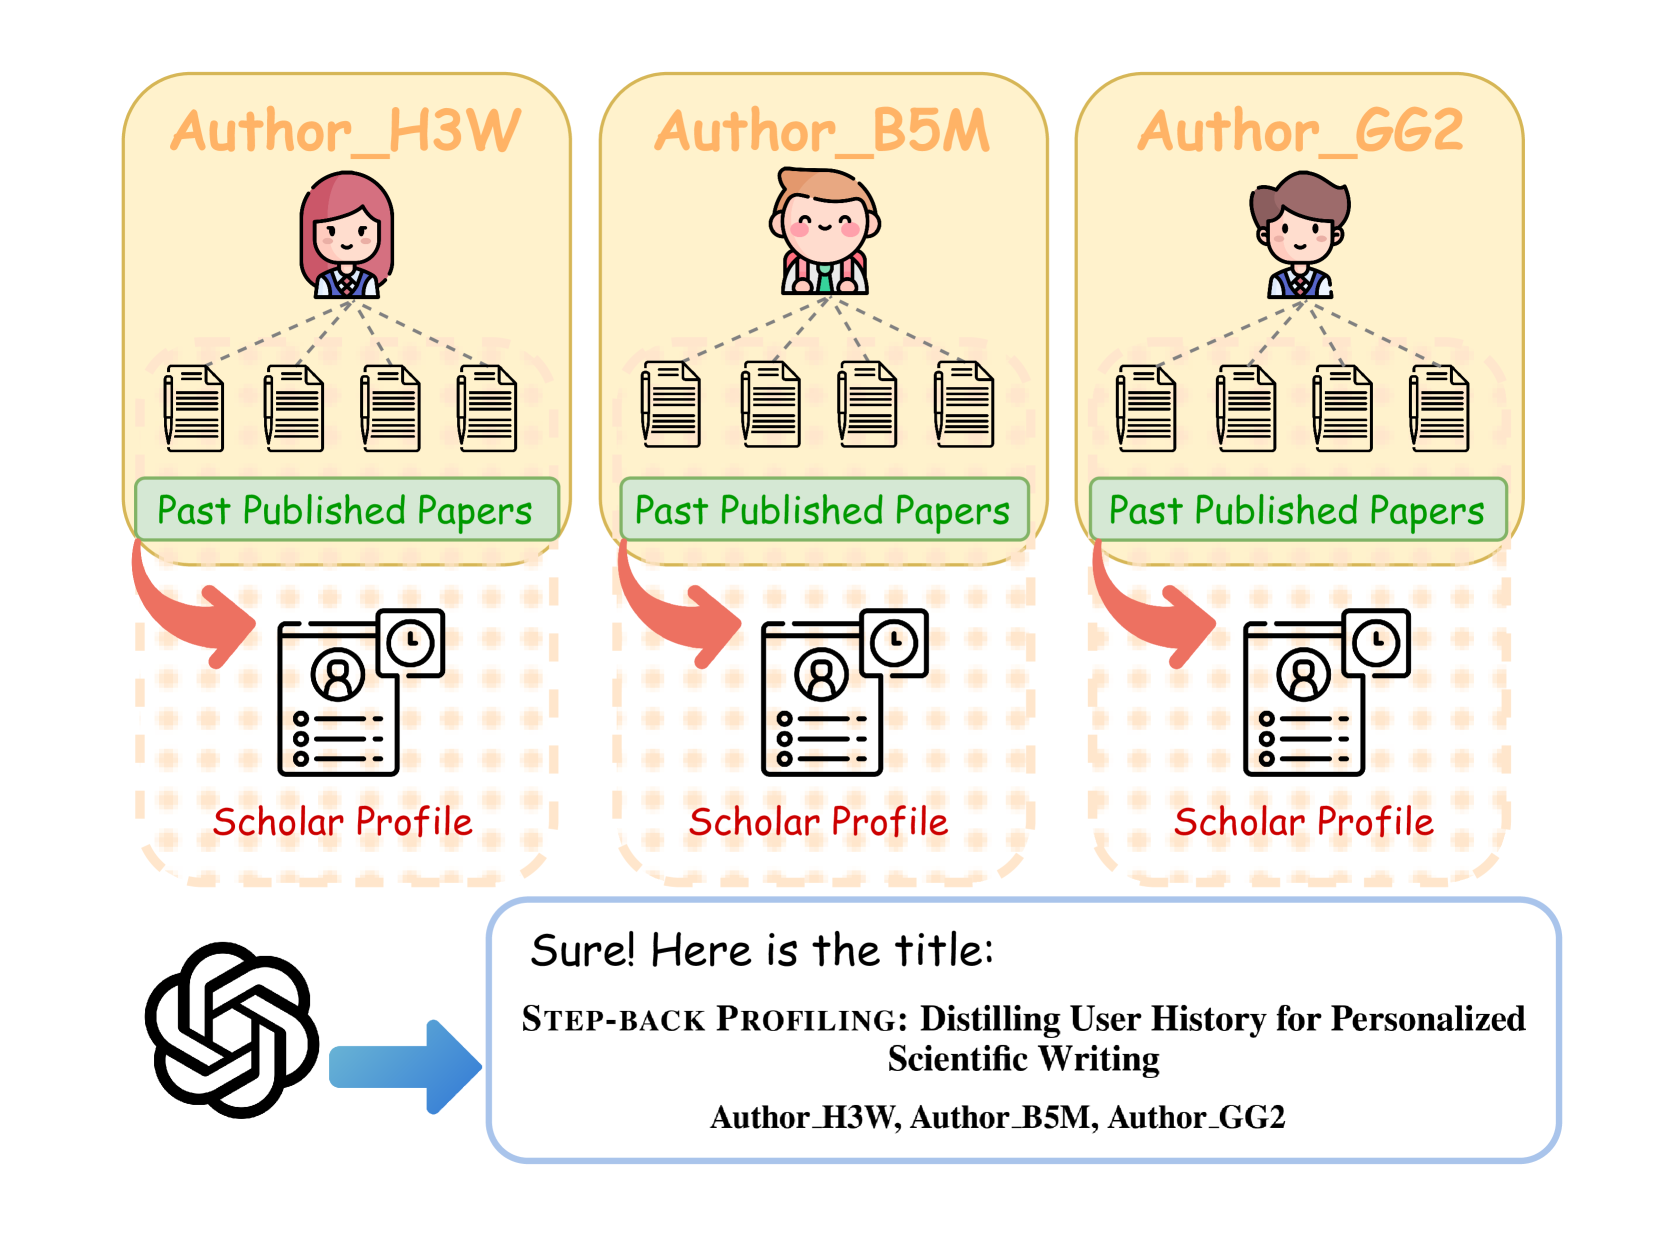 Author_H3W
Author_B5M
Author_GG2
Past Published Papers
Past Published Papers
Past Published Papers
Scholar Profile
Scholar Profile
Scholar Profile
Sure! Here is the title:
STEP-BACK PROFILING: Distilling User History for Personalized
Scientific Writing
Author_H3W, Author_B5M, Author_GG2